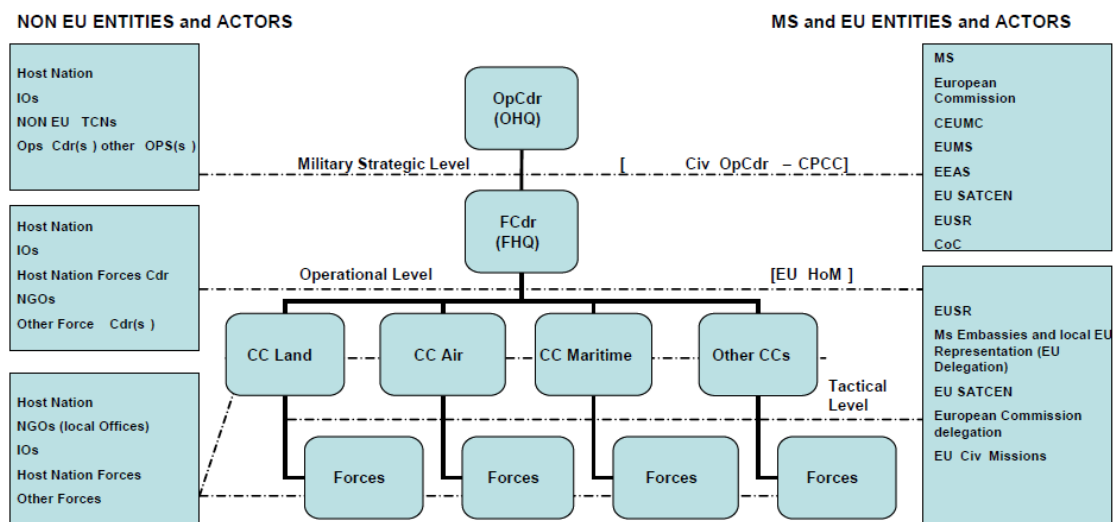 NON EU ENTITIES and ACTORS
MS and EU ENTITIES and ACTORS
Host Nation
IOs
NON EU TCNs
Ops Cdr(s ) other OPS(s )
OpCdr
(OHQ)
MS
European
Commission
CEUMC
EUMS
EEAS
EU SATCEN
EUSR
CoC
Military Strategic Level
[ Civ OpCdr – CPCC]
Host Nation
IOs
Host Nation Forces Cdr
NGOs
Other Force Cdr(s )
FCdr
(FHQ)
Operational Level
[EU HoM ]
CC Land
CC Air
CC Maritime
Other CCs
EUSR
Ms Embassies and local EU
Representation (EU
Delegation)
EU SATCEN
European Commission
delegation
EU Civ Missions
Tactical
Level
Host Nation
NGOs (local Offices)
IOs
Host Nation Forces
Other Forces
Forces
Forces
Forces
Forces